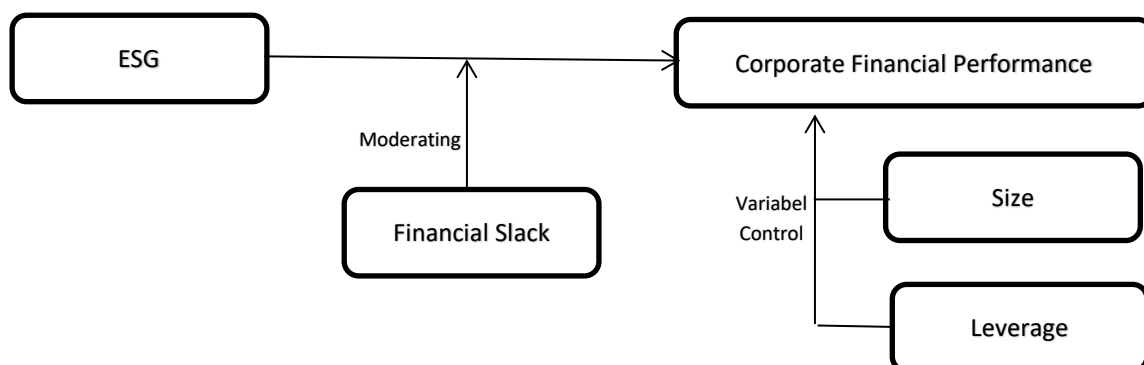 ESG
Corporate Financial Performance
Moderating
Financial Slack
Variabel
Control
Size
Leverage